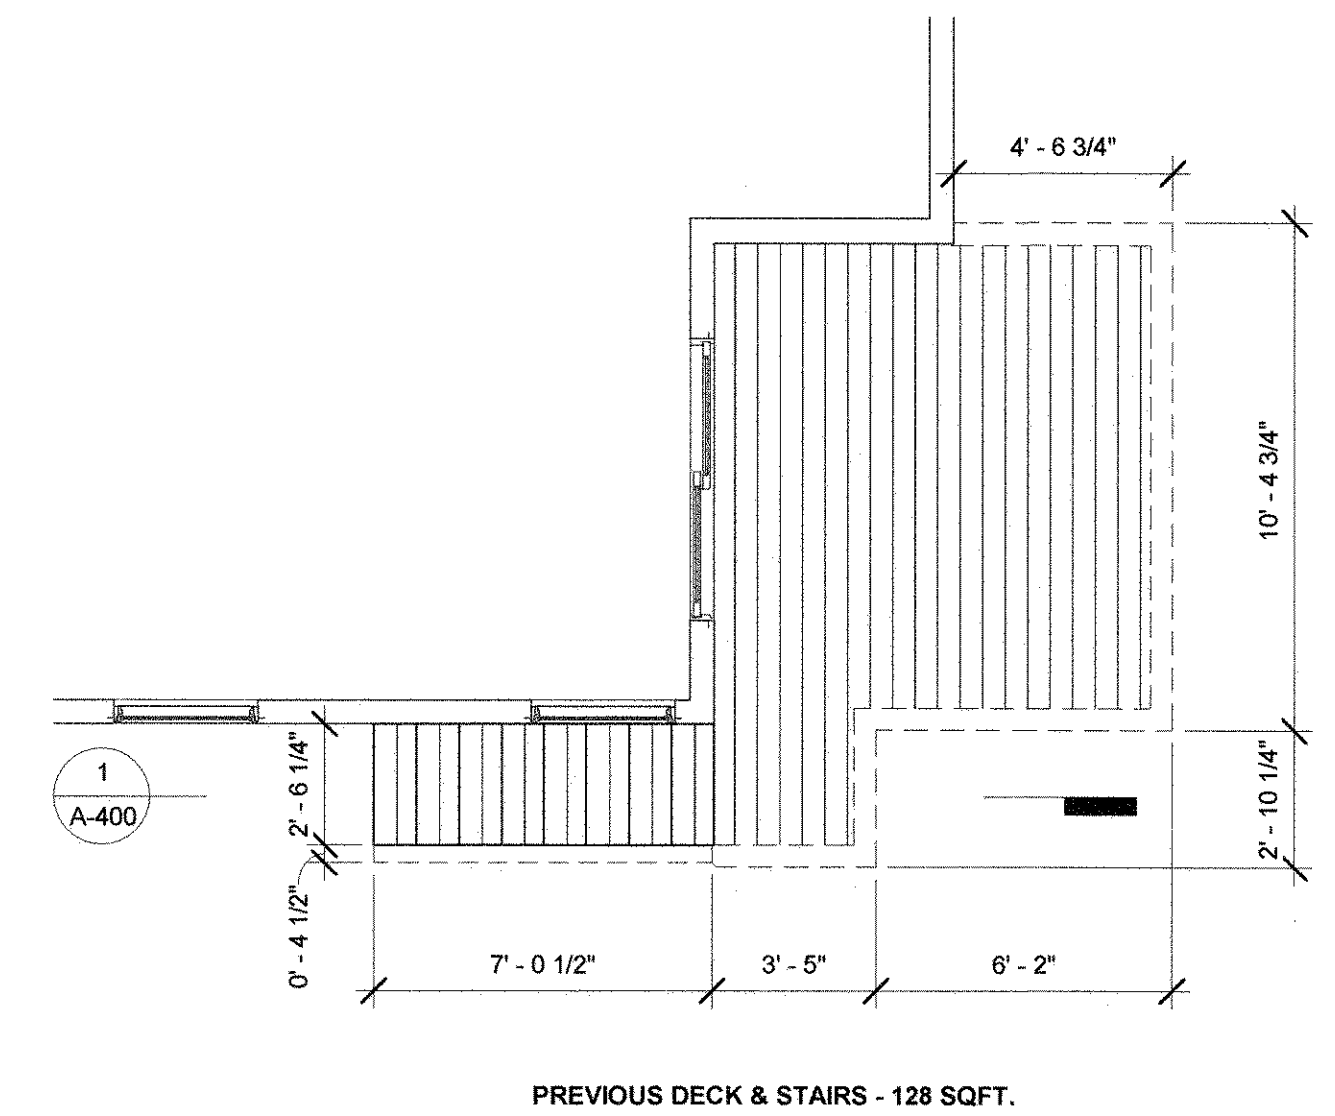 4' - 6 3/4"
10' - 4 3/4"
1
A-400
2' - 6 1/4"
2' - 10 1/4"
0' - 4 1/2"
7' - 0 1/2"
3' - 5"
6' - 2"
PREVIOUS DECK & STAIRS - 128 SQFT.